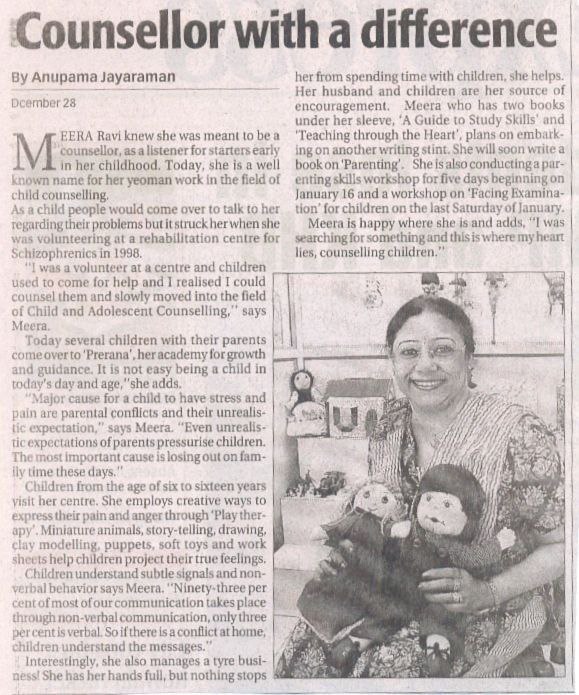 Counsellor with a difference
By Anupama Jayaraman
Dcember 28
MEERA Ravi knew she was meant to be a
counsellor, as a listener for starters early
in her childhood. Today, she is a well
known name for her yeoman work in the field of
child counselling.
As a child people would come over to talk to her
regarding their problems but it struck her when she
was volunteering at a rehabilitation centre for
Schizophrenics in 1998.
"I was a volunteer at a centre and children
used to come for help and I realised I could
counsel them and slowly moved into the field
of Child and Adolescent Counselling," says
Meera.
Today several children with their parents
come over to 'Prerana', her academy for growth
and guidance. It is not easy being a child in
today's day and age,"she adds.
"Major cause for a child to have stress and
pain are parental conflicts and their unrealis-
tic expectation," says Meera. "Even unrealis-
tic expectations of parents pressurise children.
The most important cause is losing out on fam-
ily time these days."
Children from the age of six to sixteen years
visit her centre. She employs creative ways to
express their pain and anger through 'Play ther-
apy'. Miniature animals, story-telling, drawing,
clay modelling, puppets, soft toys and work
sheets help children project their true feelings.
Children understand subtle signals and non-
verbal behavior says Meera. "Ninety-three per
cent of most of our communication takes place
through non-verbal communication, only three
per cent is verbal. So if there is a conflict at home,
children understand the messages."
Interestingly, she also manages a tyre busi-
ness! She has her hands full, but nothing stops
her from spending time with children, she helps.
Her husband and children are her source of
encouragement. Meera who has two books
under her sleeve, 'A Guide to Study Skills' and
'Teaching through the Heart', plans on embark-
ing on another writing stint. She will soon write a
book on 'Parenting'. She is also conducting a par-
enting skills workshop for five days beginning on
January 16 and a workshop on 'Facing Examina-
tion' for children on the last Saturday of January.
Meera is happy where she is and adds, "I was
searching for something and this is where my heart
lies, counselling children."